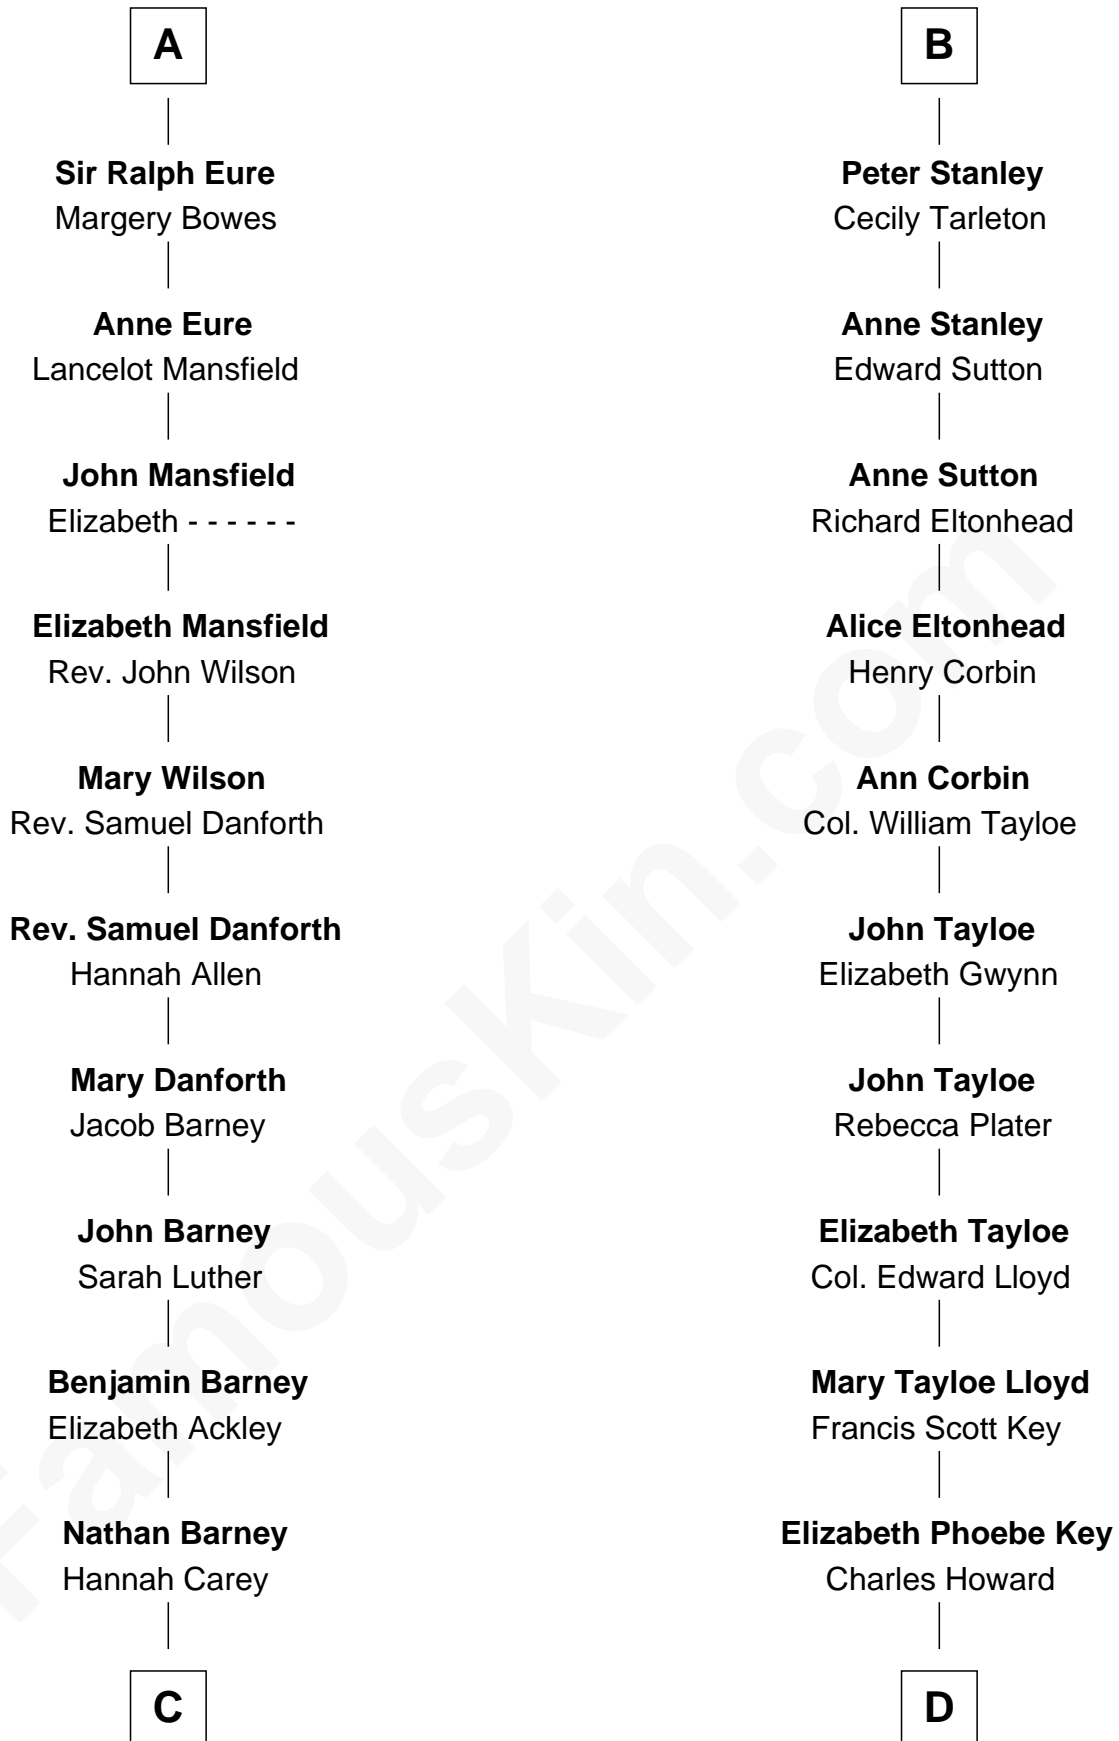 A
Sir Ralph Eure
Margery Bowes
Anne Eure
Lancelot Mansfield
John Mansfield
Elizabeth - - - - - -
Elizabeth Mansfield
Rev. John Wilson
Mary Wilson
Rev. Samuel Danforth
Rev. Samuel Danforth
Hannah Allen
Mary Danforth
Jacob Barney
John Barney
Sarah Luther
Benjamin Barney
Elizabeth Ackley
Nathan Barney
Hannah Carey
C
B
Peter Stanley
Cecily Tarleton
Anne Stanley
Edward Sutton
Anne Sutton
Richard Eltonhead
Alice Eltonhead
Henry Corbin
Ann Corbin
Col. William Tayloe
John Tayloe
Elizabeth Gwynn
John Tayloe
Rebecca Plater
Elizabeth Tayloe
Col. Edward Lloyd
Mary Tayloe Lloyd
Francis Scott Key
Elizabeth Phoebe Key
Charles Howard
D
FamousKin.com